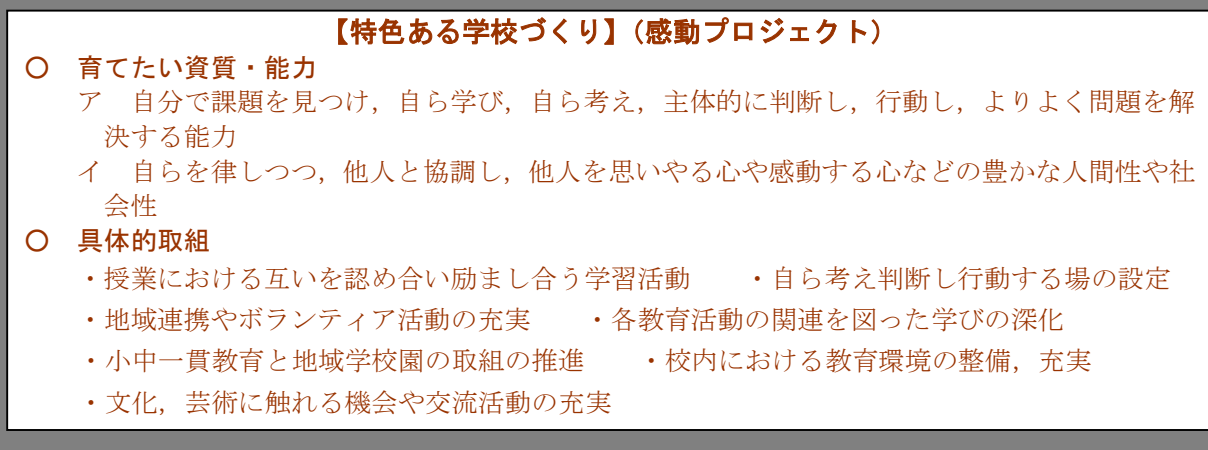 【特色ある学校づくり】（感動プロジェクト）
○　育てたい資質・能力
ア　自分で課題を見つけ，自ら学び，自ら考え，主体的に判断し，行動し，よりよく問題を解
決する能力
イ　自らを律しつつ，他人と協調し，他人を思いやる心や感動する心などの豊かな人間性や社
会性
○　具体的取組
・授業における互いを認め合い励まし合う学習活動　　・自ら考え判断し行動する場の設定
・地域連携やボランティア活動の充実　　・各教育活動の関連を図った学びの深化
・小中一貫教育と地域学校園の取組の推進　　・校内における教育環境の整備，充実
・文化，芸術に触れる機会や交流活動の充実